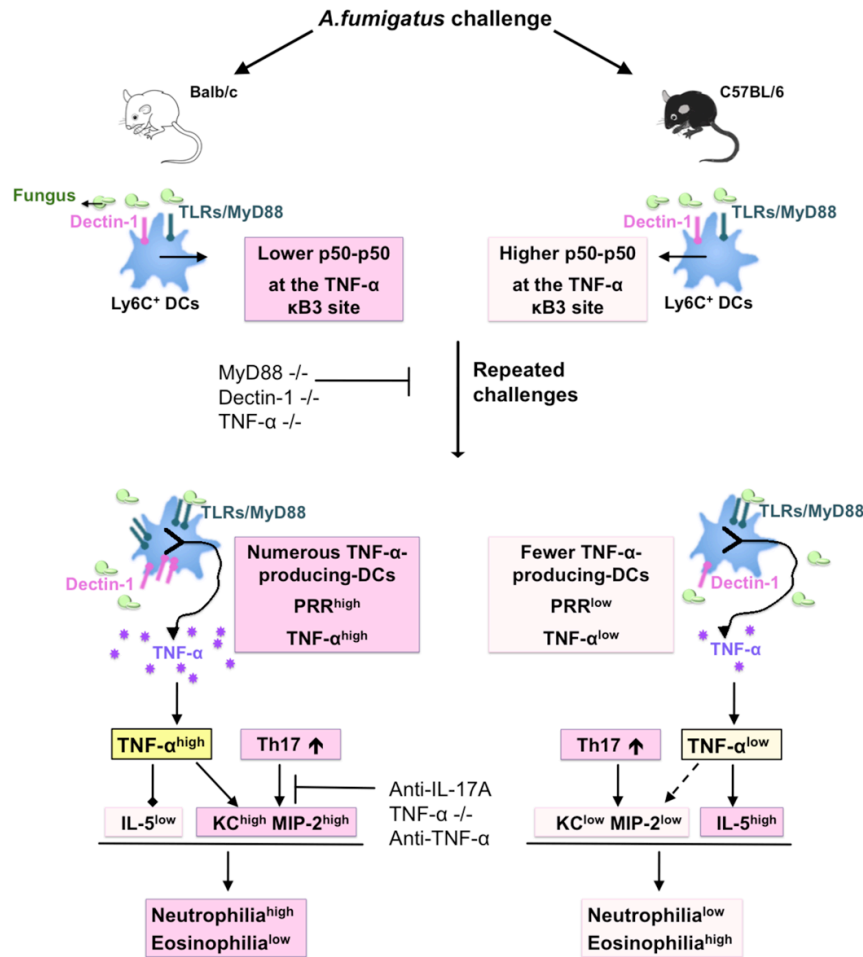 A.fumigatus challenge
Balb/c
C57BL/6
Fungus
TLRs/MyD88
Dectin-1
Ly6C⁺ DCs
Lower p50-p50
at the TNF-α
κB3 site
Higher p50-p50
at the TNF-α
κB3 site
Dectin-1
TLRs/MyD88
Ly6C⁺ DCs
MyD88 -/-
Dectin-1 -/-
TNF-α -/-
Repeated
challenges
TLRs/MyD88
Dectin-1
TNF-α
Numerous TNF-α-
producing-DCs
PRRhigh
TNF-αhigh
Fewer TNF-α-
producing-DCs
PRRlow
TNF-αlow
TLRs/MyD88
Dectin-1
TNF-α
TNF-αhigh
Th17 ↑
IL-5low
KChigh MIP-2high
Anti-IL-17A
TNF-α -/-
Anti-TNF-α
Th17 ↑
TNF-αlow
KClow MIP-2low
IL-5high
Neutrophiliahigh
Eosinophilialow
Neutrophilialow
Eosinophiliahigh